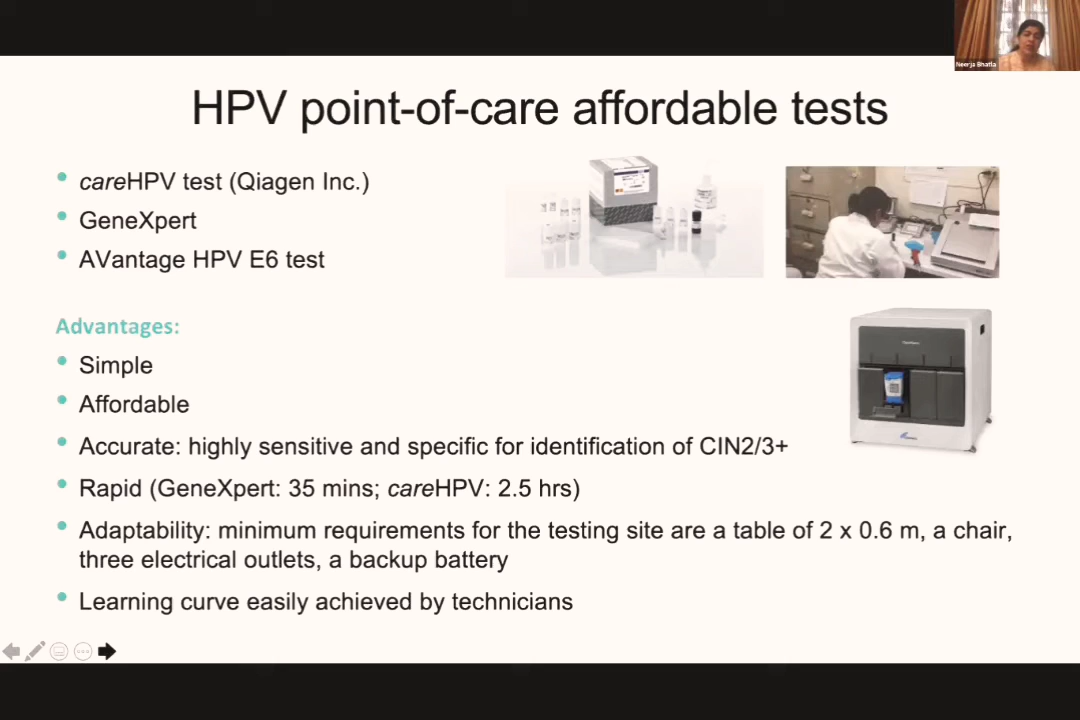 Neerja Bhatla
HPV point-of-care affordable tests
careHPV test (Qiagen Inc.)
GeneXpert
AVantage HPV E6 test
Advantages:
Simple
Affordable
Accurate: highly sensitive and specific for identification of CIN2/3+
Rapid (GeneXpert: 35 mins; careHPV: 2.5 hrs)
Adaptability: minimum requirements for the testing site are a table of 2 x 0.6 m, a chair,
three electrical outlets, a backup battery
Learning curve easily achieved by technicians